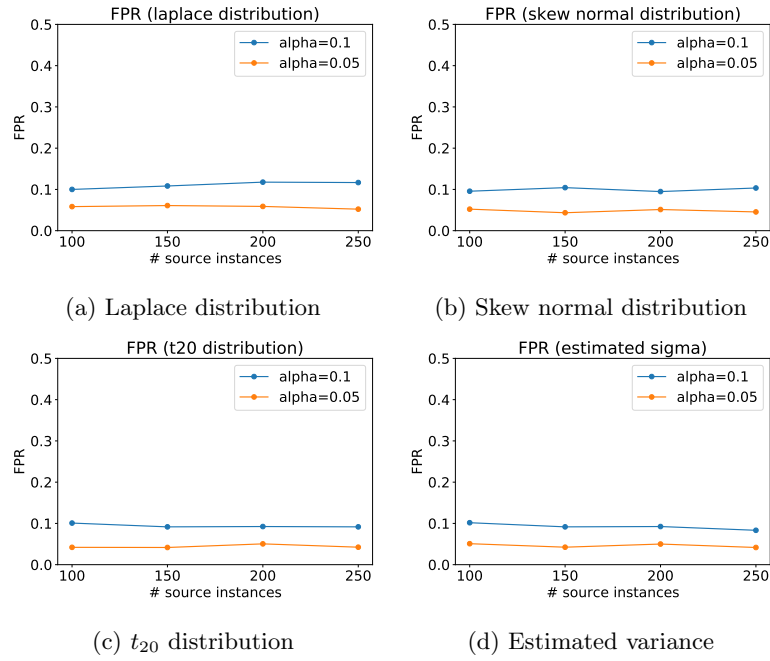 FPR (laplace distribution)
alpha=0.1
alpha=0.05
0.5
0.4
0.3
0.2
0.1
0.0
FPR
100 150 200 250
# source instances
(a) Laplace distribution
FPR (skew normal distribution)
alpha=0.1
alpha=0.05
0.5
0.4
0.3
0.2
0.1
0.0
FPR
100 150 200 250
# source instances
(b) Skew normal distribution
FPR (t20 distribution)
alpha=0.1
alpha=0.05
0.5
0.4
0.3
0.2
0.1
0.0
FPR
100 150 200 250
# source instances
(c) t₂₀ distribution
FPR (estimated sigma)
alpha=0.1
alpha=0.05
0.5
0.4
0.3
0.2
0.1
0.0
FPR
100 150 200 250
# source instances
(d) Estimated variance